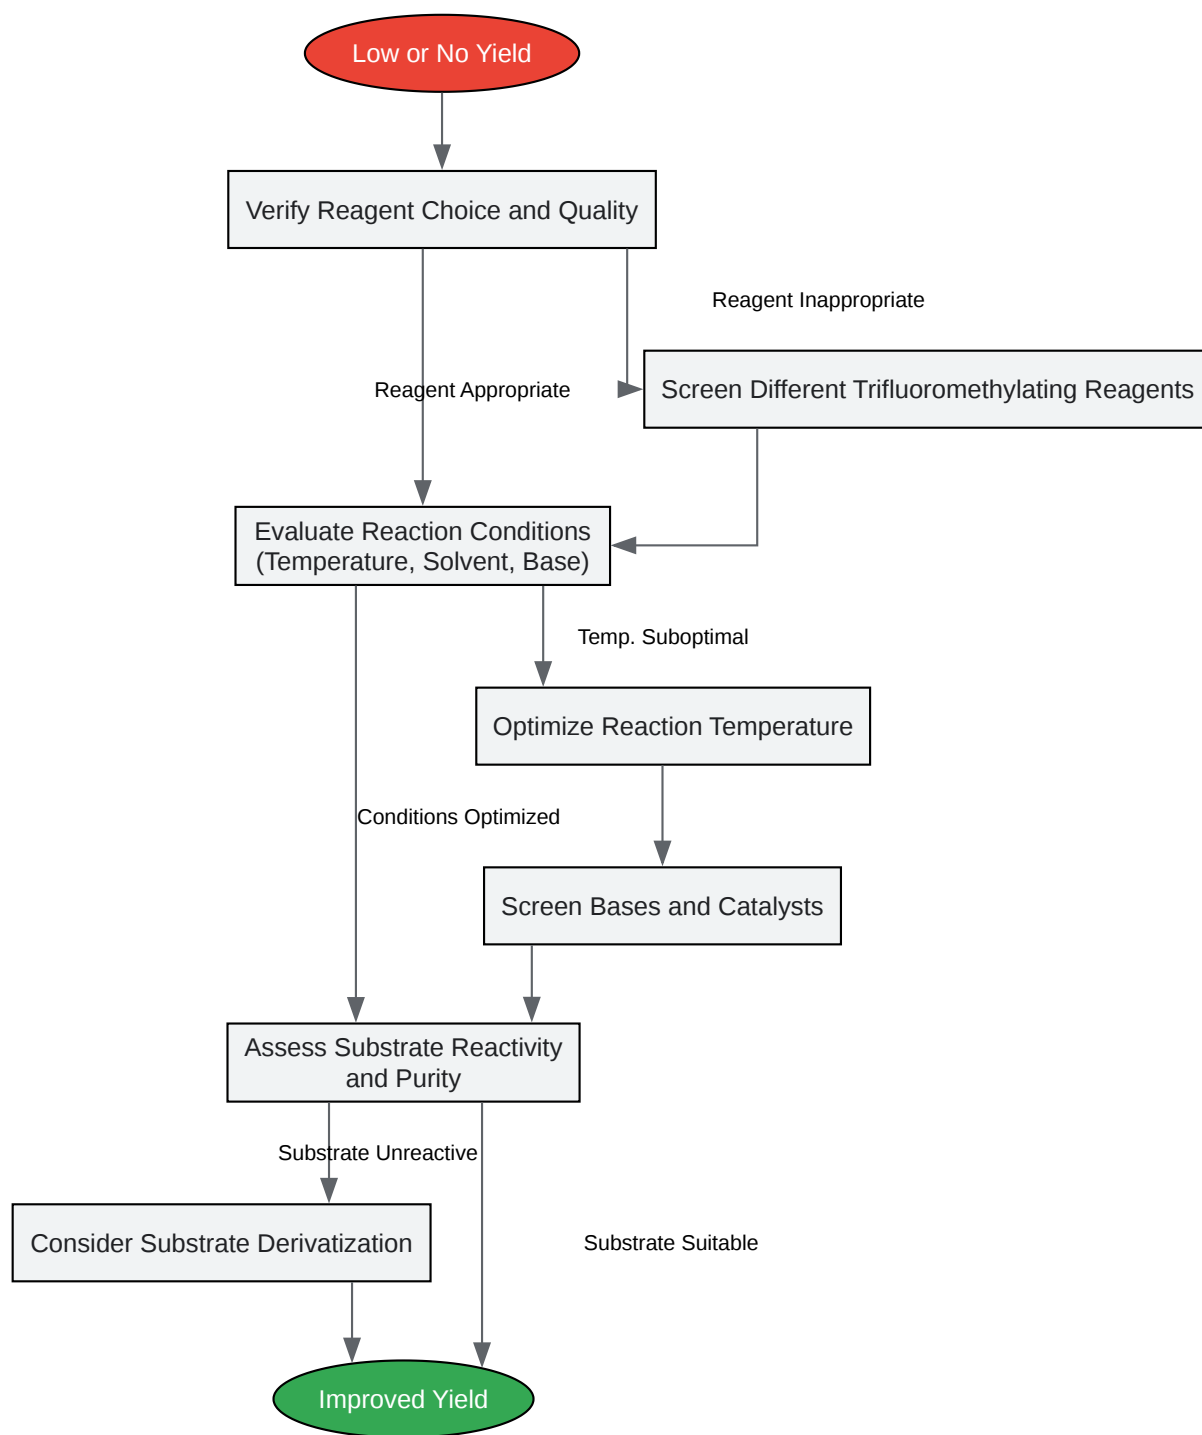 Low or No Yield
Verify Reagent Choice and Quality
Reagent Inappropriate
Reagent Appropriate
Screen Different Trifluoromethylating Reagents
Evaluate Reaction Conditions
(Temperature, Solvent, Base)
Temp. Suboptimal
Optimize Reaction Temperature
Conditions Optimized
Screen Bases and Catalysts
Assess Substrate Reactivity
and Purity
Substrate Unreactive
Consider Substrate Derivatization
Substrate Suitable
Improved Yield